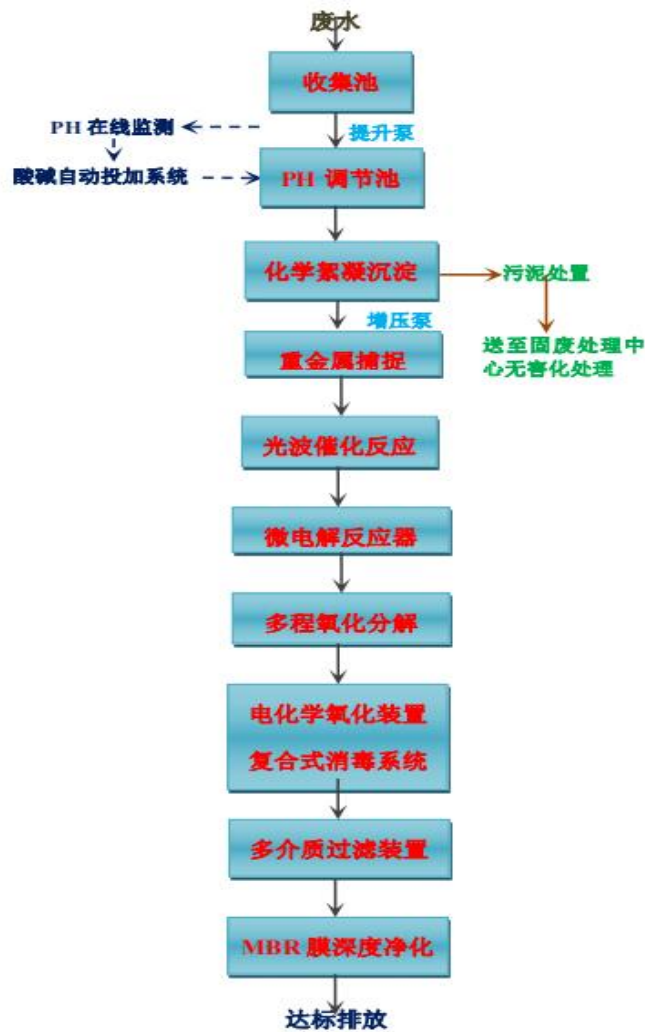 废水
收集池
PH 在线监测
提升泵
酸碱自动投加系统
PH 调节池
化学絮凝沉淀
污泥处置
增压泵
送至固废处理中
心无害化处理
重金属捕捉
光波催化反应
微电解反应器
多程氧化分解
电化学氧化装置
复合式消毒系统
多介质过滤装置
MBR 膜深度净化
达标排放